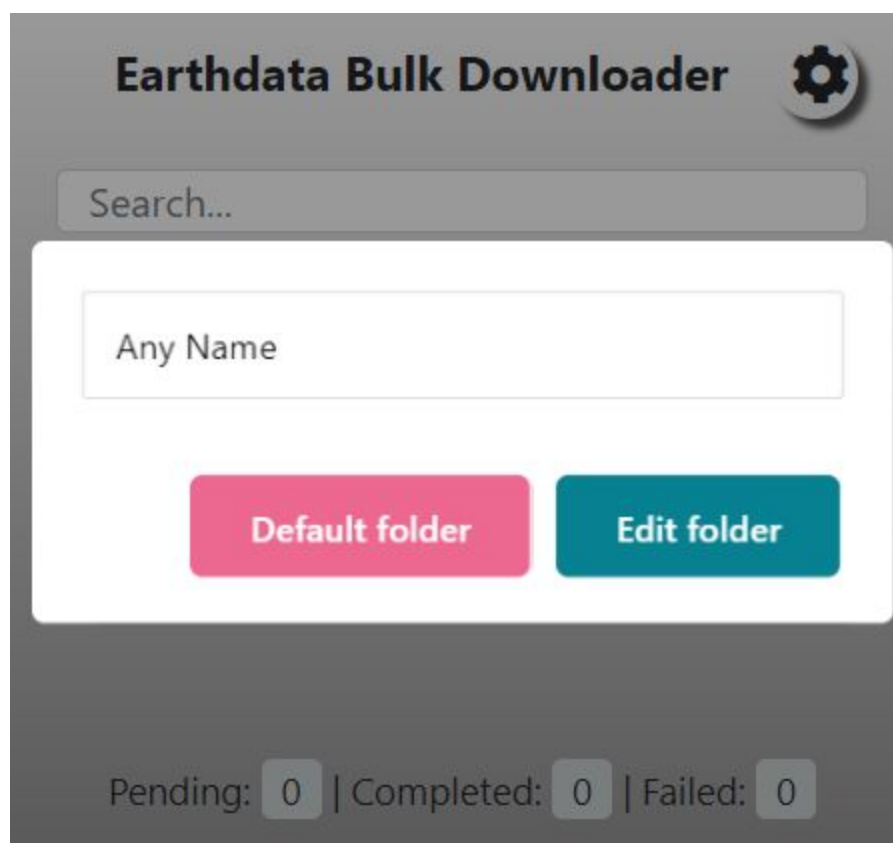 Earthdata Bulk Downloader
Search...
Any Name
Default folder Edit folder
Pending: 0 | Completed: 0 | Failed: 0